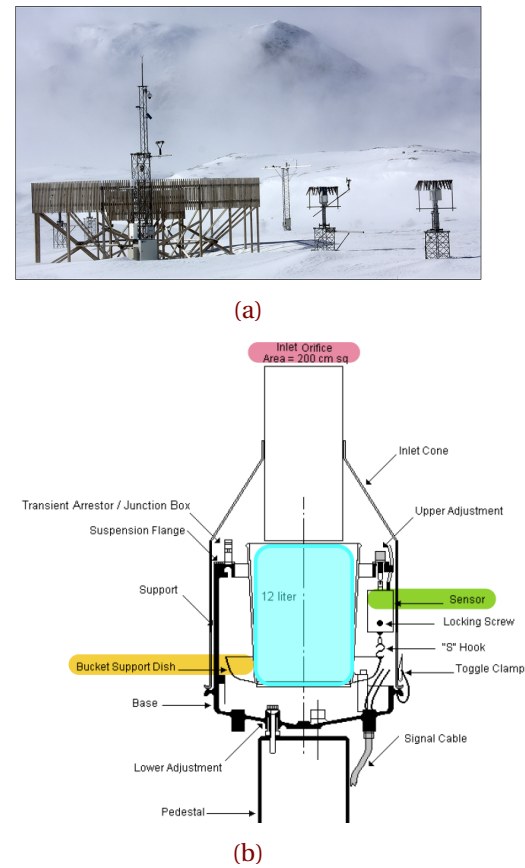 (a)
Inlet Orifice
Area = 200 cm sq
Inlet Cone
Transient Arrestor / Junction Box
Upper Adjustment
Suspension Flange
Support
12 liter
Sensor
Locking Screw
"S" Hook
Bucket Support Dish
Toggle Clamp
Base
Signal Cable
Lower Adjustment
Pedestal
(b)